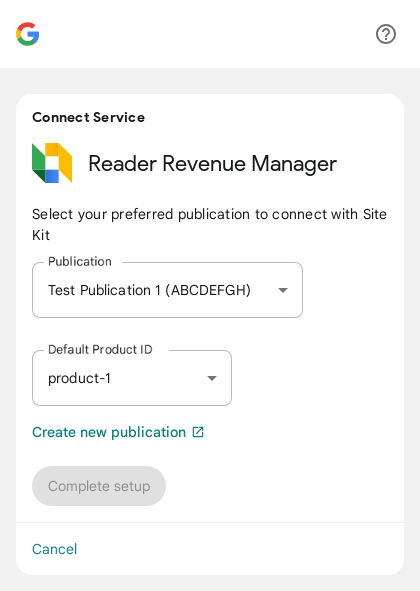 Connect Service
Reader Revenue Manager
Select your preferred publication to connect with Site
Kit
Publication
Test Publication 1 (ABCDEFGH)
Default Product ID
product-1
Create new publication
Complete setup
Cancel